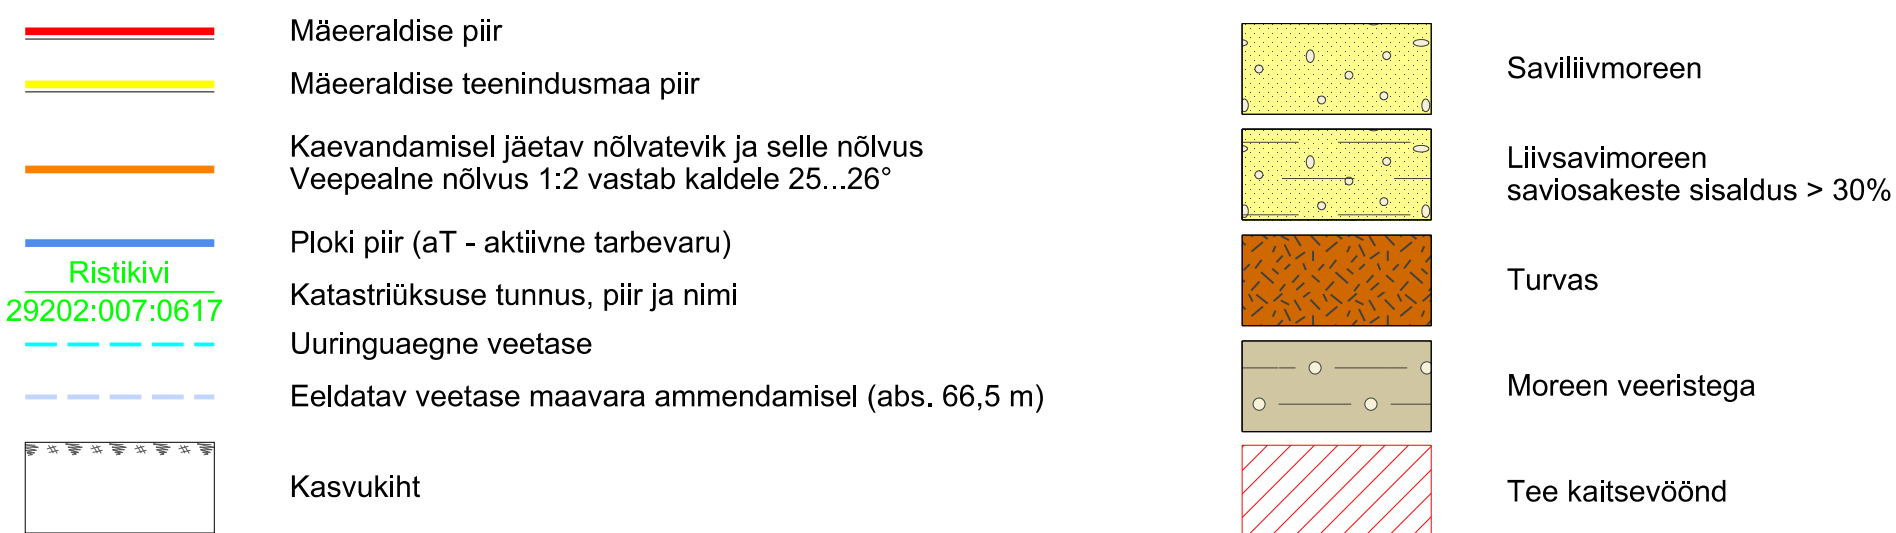 Mäeeraldise piir
Mäeeraldise teenindusmaa piir
Kaevandamisel jäetav nõlvatevik ja selle nõlvus
Veepealne nõlvus 1:2 vastab kaldele 25...26°
Ploki piir (aT - aktiivne tarbevaru)
Ristikivi
29202:007:0617
Katastriüksuse tunnus, piir ja nimi
Uuringuaegne veetase
Eeldatav veetase maavara ammendamisel (abs. 66,5 m)
Kasvukiht
Saviliivmoreen
Liivsavimoreen
saviosakeste sisaldus > 30%
Turvas
Moreen veeristega
Tee kaitsevöönd